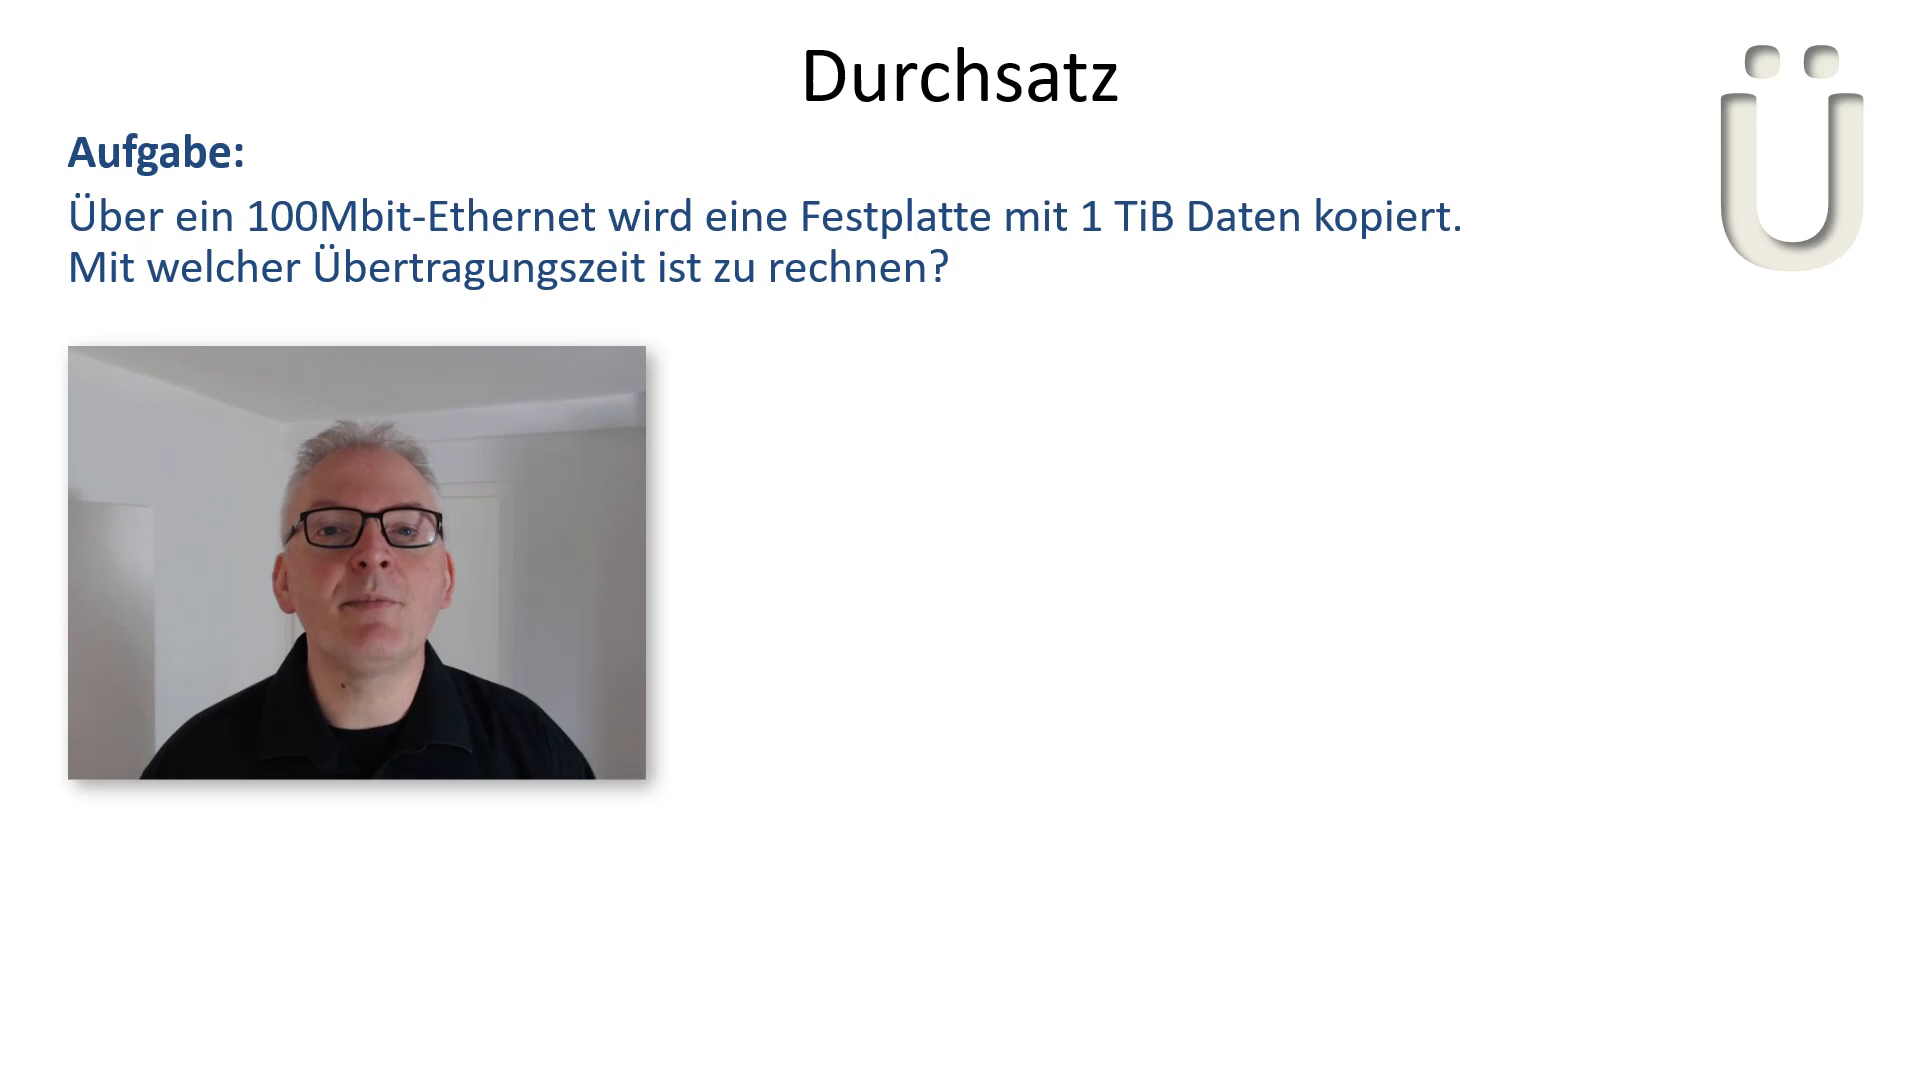 Durchsatz
Ü
Aufgabe:
Über ein 100Mbit-Ethernet wird eine Festplatte mit 1 TiB Daten kopiert.
Mit welcher Übertragungszeit ist zu rechnen?